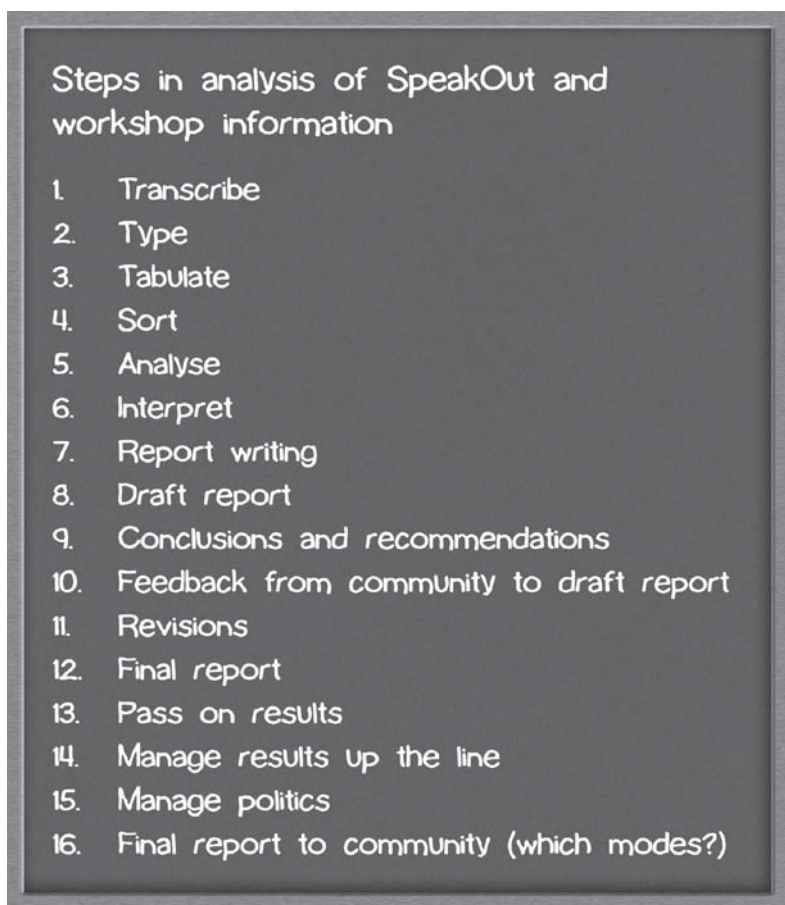 Steps in analysis of SpeakOut and
workshop information
1. Transcribe
2. Type
3. Tabulate
4. Sort
5. Analyse
6. Interpret
7. Report writing
8. Draft report
9. Conclusions and recommendations
10. Feedback from community to draft report
11. Revisions
12. Final report
13. Pass on results
14. Manage results up the line
15. Manage politics
16. Final report to community (which modes?)